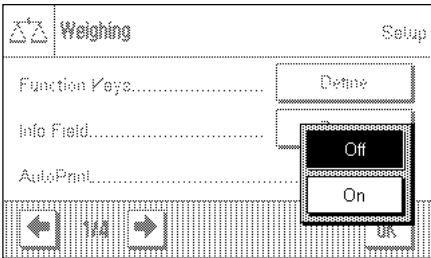 Weighing Setup
Function Keys........................ Define
Info Field................................
Off
AutoPrint................................
On
1/4 OK